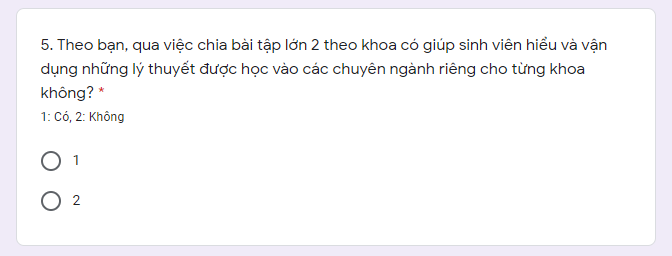 5. Theo bạn, qua việc chia bài tập lớn 2 theo khoa có giúp sinh viên hiểu và vận
dụng những lý thuyết được học vào các chuyên ngành riêng cho từng khoa
không? *
1: Có, 2: Không
1
2